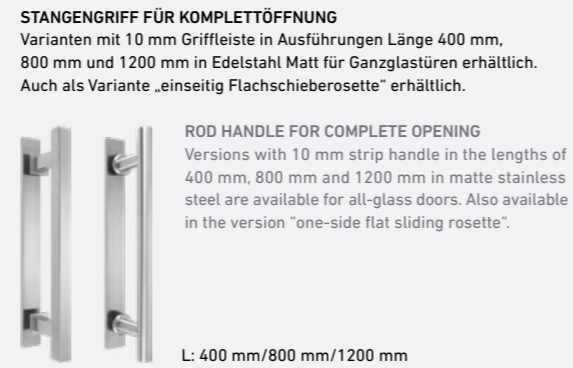 STANGENGRIFF FÜR KOMPLETTÖFFNUNG
Varianten mit 10 mm Griffleiste in Ausführungen Länge 400 mm,
800 mm und 1200 mm in Edelstahl Matt für Ganzglastüren erhältlich.
Auch als Variante „einseitig Flachschieberosette“ erhältlich.
ROD HANDLE FOR COMPLETE OPENING
Versions with 10 mm strip handle in the lengths of
400 mm, 800 mm and 1200 mm in matte stainless
steel are available for all-glass doors. Also available
in the version “one-side flat sliding rosette“.
L: 400 mm/800 mm/1200 mm